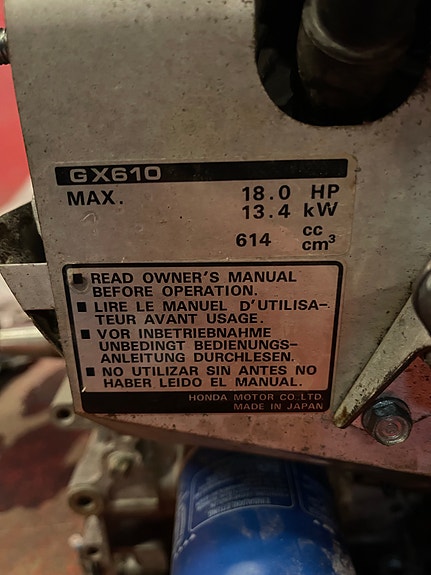 GX610
MAX. 18.0 HP
13.4 kW
614 cc
cm³
■ READ OWNER'S MANUAL
BEFORE OPERATION.
■ LIRE LE MANUEL D'UTILISA-
TEUR AVANT USAGE.
■ VOR INBETRIEBNAHME
UNBEDINGT BEDIENUNGS-
ANLEITUNG DURCHLESEN.
■ NO UTILIZAR SIN ANTES NO
HABER LEIDO EL MANUAL.
HONDA MOTOR CO., LTD.
MADE IN JAPAN